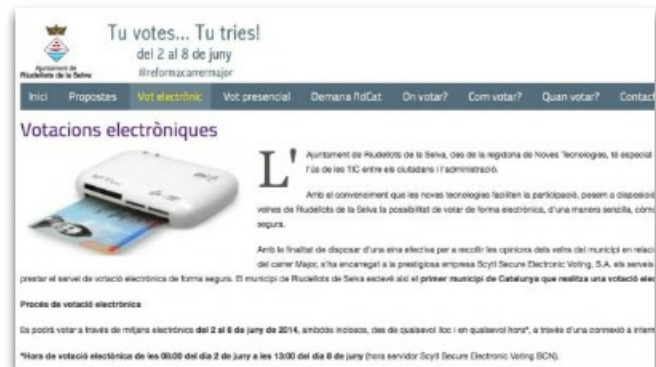 Tu votes... Tu tries!
del 2 al 8 de juny
#reformacarrermajor
Ajuntament de
Riudellots de la Selva
Inici Propostes Vot electrònic Vot presencial Demana l'idCat On votar? Com votar? Quan votar? Contact
Votacions electròniques
L'Ajuntament de Riudellots de la Selva, des de la regidoria de Noves Tecnologies, té especial
l'ús de les TIC entre els ciutadans i l'administració.
Amb el convenciment que les noves tecnologies faciliten la participació, posem a disposició
veïnes de Riudellots de la Selva la possibilitat de votar de forma electrònica, d'una manera senzilla, còmo
segura.
Amb la finalitat de disposar d'una eina efectiva per a recollir les opinions dels veïns del municipi en relació
del carrer Major, s'ha encarregat a la prestigiosa empresa Scytl Secure Electronic Voting, S.A. els serveis
prestar el servei de votació electrònica de forma segura. El municipi de Riudellots de Selva esdevé així el primer municipi de Catalunya que realitza una votació elec
Procés de votació electrònica
Es podrà votar a través de mitjans electrònics del 2 al 8 de juny de 2014, ambdós inclosos, des de qualsevol lloc i en qualsevol hora*, a través d'una connexió a intern
*Hora de votació electònica de les 08:00 del dia 2 de juny a les 13:00 del dia 8 de juny (hora servidor Scytl Secure Electronic Voting BCN).